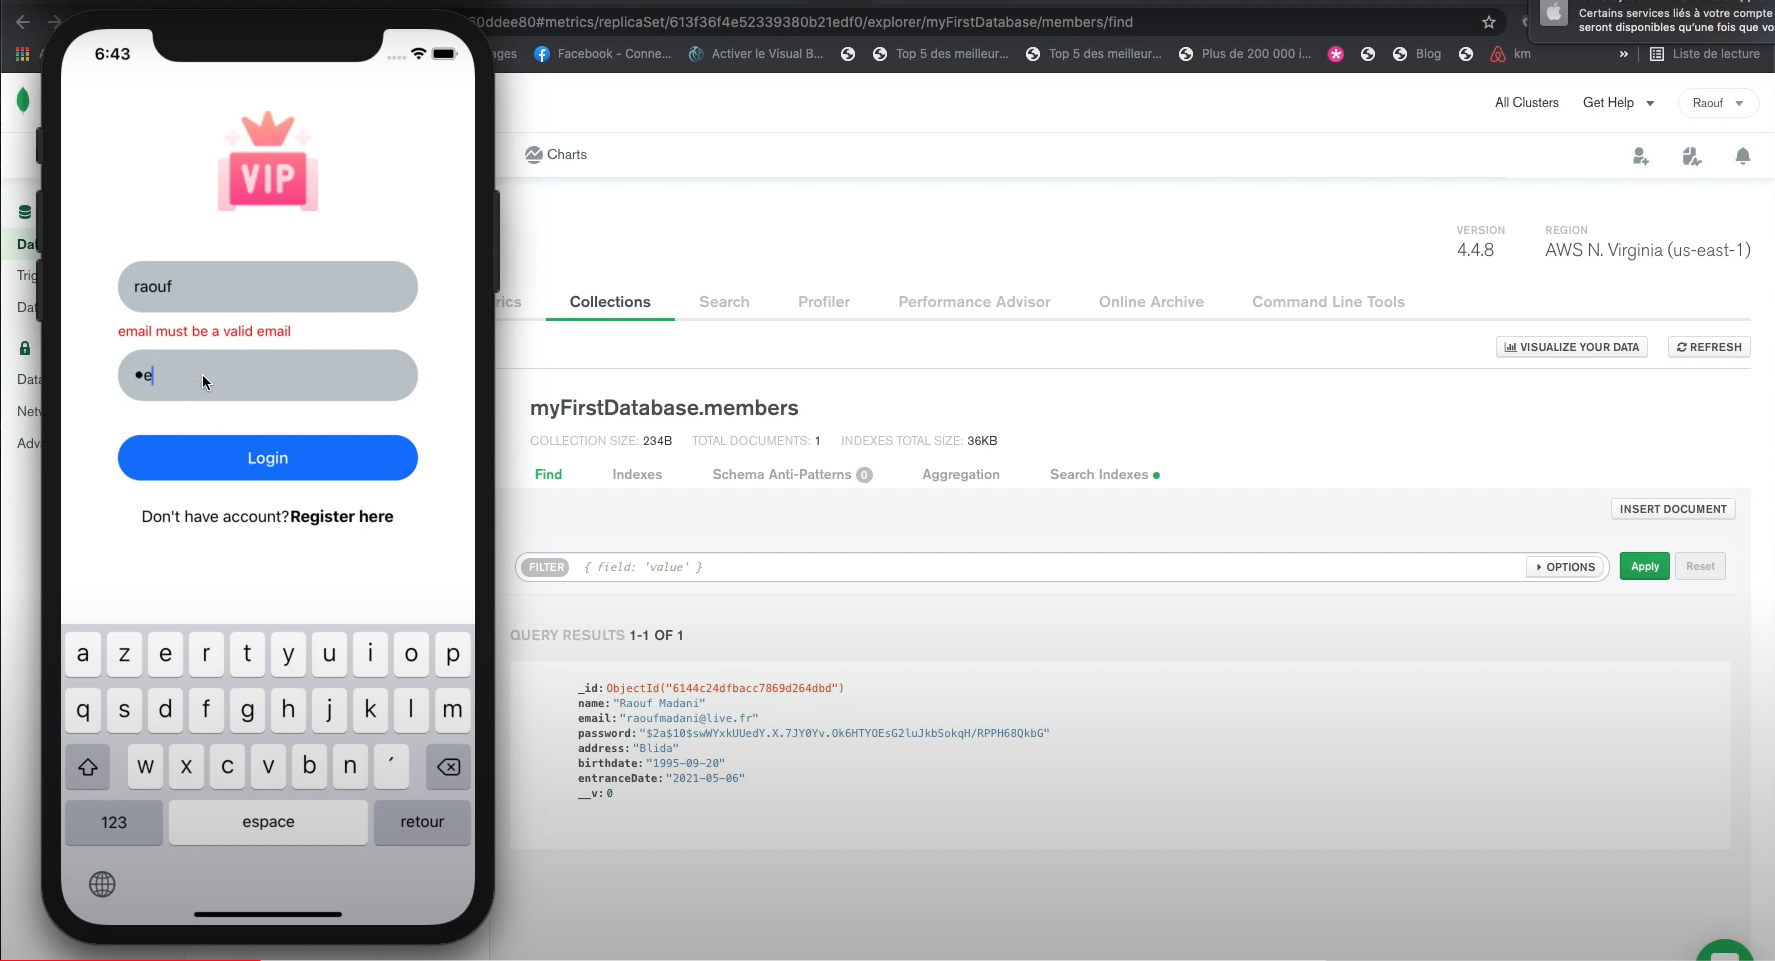 60ddee80#metrics/replicaSet/613f36f4e52339380b21edf0/explorer/myFirstDatabase/members/find
Certains services liés à votre compte
seront disponibles qu'une fois que vo
ages
Facebook - Conne...
Activer le Visual B...
Top 5 des meilleur...
Top 5 des meilleur...
Plus de 200 000 i...
Blog
km
»
Liste de lecture
All Clusters
Get Help
Raouf
Charts
VERSION
4.4.8
REGION
AWS N. Virginia (us-east-1)
Dat
Trig
Dat
Data
Netw
Adv
rics
Collections
Search
Profiler
Performance Advisor
Online Archive
Command Line Tools
VISUALIZE YOUR DATA
REFRESH
myFirstDatabase.members
COLLECTION SIZE: 234B TOTAL DOCUMENTS: 1 INDEXES TOTAL SIZE: 36KB
Find
Indexes
Schema Anti-Patterns 0
Aggregation
Search Indexes
INSERT DOCUMENT
FILTER { field: 'value' }
OPTIONS
Apply
Reset
QUERY RESULTS 1-1 OF 1
_id: ObjectId("6144c24dfbacc7869d264dbd")
name: "Raouf Madani"
email: "raoufmadani@live.fr"
password: "$2a$10$swWYxkUUedY.X.7JY0Yv.Ok6HTYOEsG2luJkbSokqH/RPPH68QkbG"
address: "Blida"
birthdate: "1995-09-20"
entranceDate: "2021-05-06"
__v: 0
6:43
VIP
raouf
email must be a valid email
•e
Login
Don't have account?Register here
a z e r t y u i o p
q s d f g h j k l m
w x c v b n ´
123 espace retour